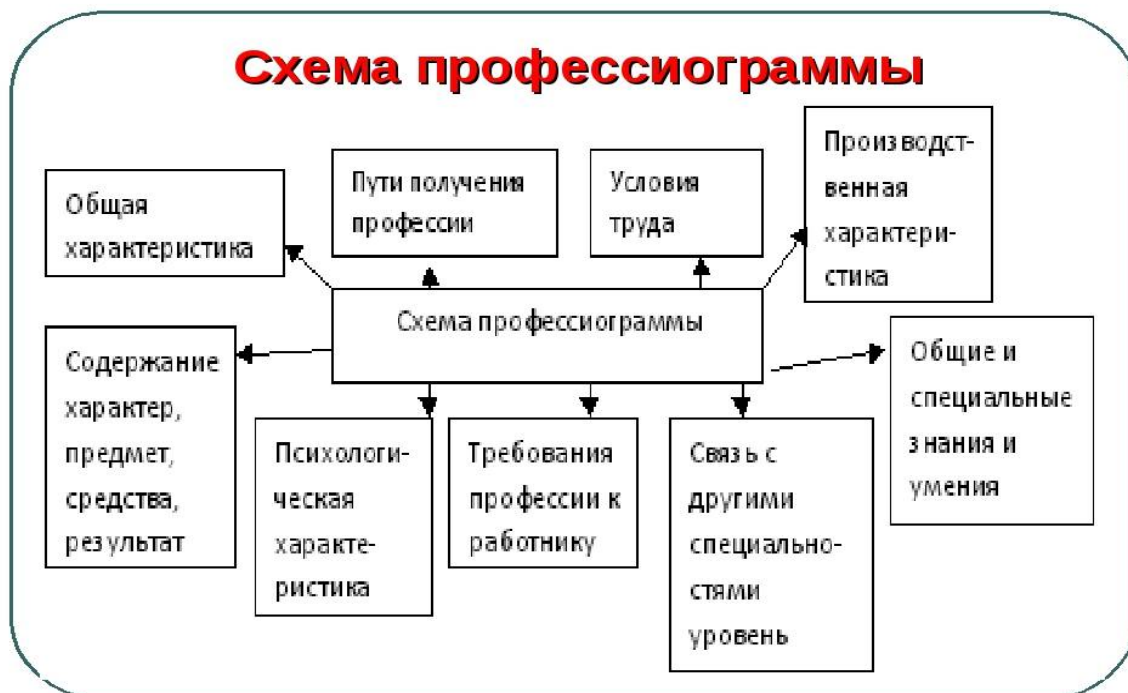 Схема профессиограммы
Общая
характеристика
Пути получения
профессии
Условия
труда
Производст-
венная
характери-
стика
Схема профессиограммы
Содержание
характер,
предмет,
средства,
результат
Психологи-
ческая
характе-
ристика
Требования
профессии к
работнику
Связь с
другими
специально-
стями
уровень
Общие и
специальные
знания и
умения